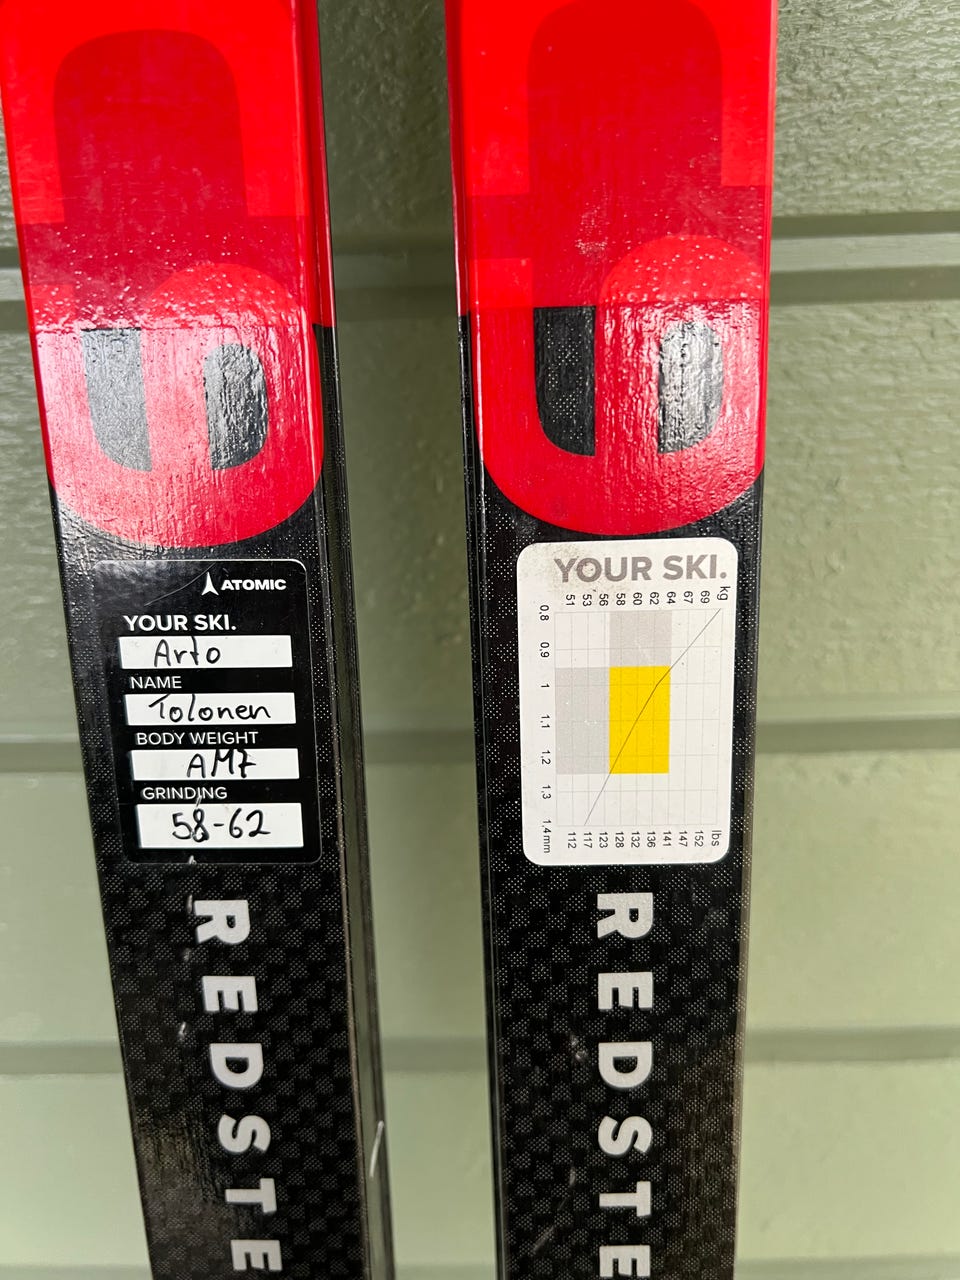 ATOMIC
YOUR SKI.
Arto
NAME
Tolonen
BODY WEIGHT
AM7
GRINDING
58-62
REDSTE
YOUR SKI.
kg
51 53 56 58 60 62 64 67 69
0,8
0,9
1
1,1
1,2
1,3
1,4 mm
lbs
112 117 123 128 132 136 141 147 152
REDSTE